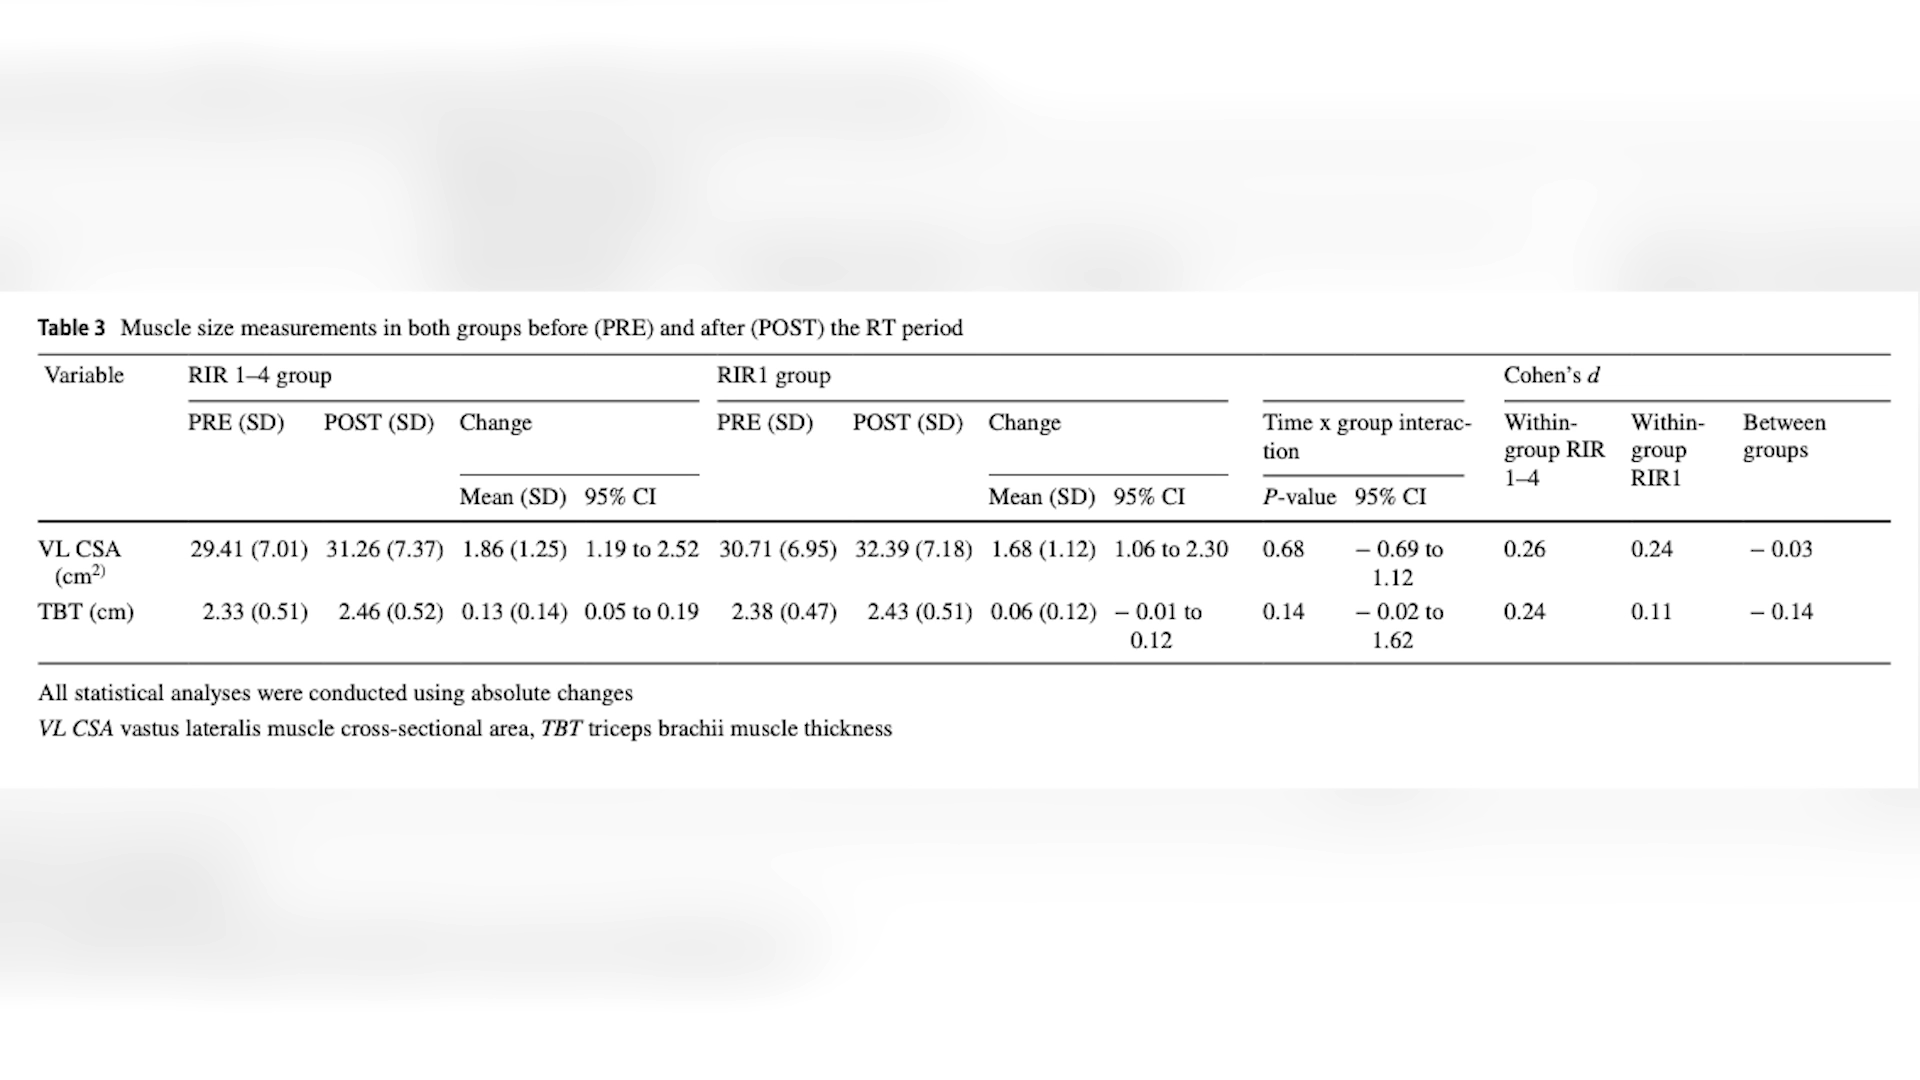 Table 3 Muscle size measurements in both groups before (PRE) and after (POST) the RT period
Variable RIR 1–4 group RIR1 group Cohen's d
PRE (SD) POST (SD) Change PRE (SD) POST (SD) Change Time x group interac-
tion Within-
group RIR
1–4 Within-
group
RIR1 Between
groups
Mean (SD) 95% CI Mean (SD) 95% CI P-value 95% CI
VL CSA
(cm2) 29.41 (7.01) 31.26 (7.37) 1.86 (1.25) 1.19 to 2.52 30.71 (6.95) 32.39 (7.18) 1.68 (1.12) 1.06 to 2.30 0.68 − 0.69 to
1.12 0.26 0.24 − 0.03
TBT (cm) 2.33 (0.51) 2.46 (0.52) 0.13 (0.14) 0.05 to 0.19 2.38 (0.47) 2.43 (0.51) 0.06 (0.12) − 0.01 to
0.12 0.14 − 0.02 to
1.62 0.24 0.11 − 0.14
All statistical analyses were conducted using absolute changes
VL CSA vastus lateralis muscle cross-sectional area, TBT triceps brachii muscle thickness